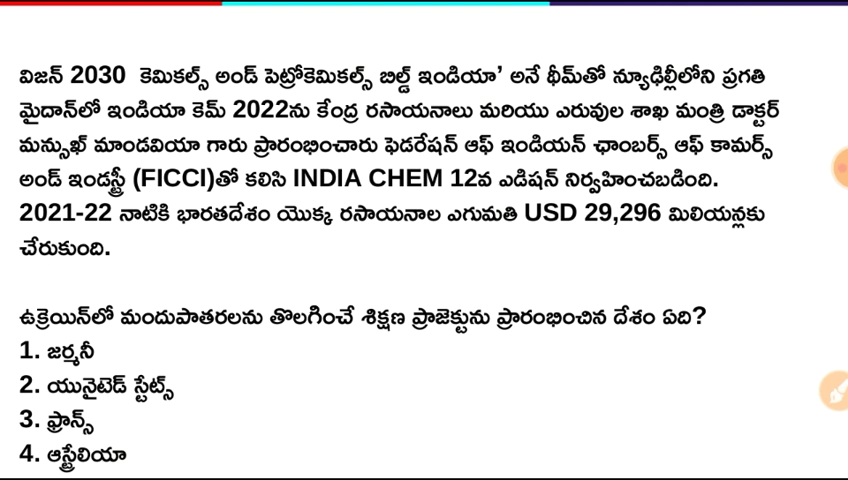 విజన్ 2030 కెమికల్స్ అండ్ పెట్రోకెమికల్స్ బిల్డ్ ఇండియా’ అనే థీమ్‌తో న్యూఢిల్లీలోని ప్రగతి
మైదాన్‌లో ఇండియా కెమ్ 2022ను కేంద్ర రసాయనాలు మరియు ఎరువుల శాఖ మంత్రి డాక్టర్
మన్సుఖ్ మాండవియా గారు ప్రారంభించారు ఫెడరేషన్ ఆఫ్ ఇండియన్ ఛాంబర్స్ ఆఫ్ కామర్స్
అండ్ ఇండస్ట్రీ (FICCI)తో కలిసి INDIA CHEM 12వ ఎడిషన్ నిర్వహించబడింది.
2021-22 నాటికి భారతదేశం యొక్క రసాయనాల ఎగుమతి USD 29,296 మిలియన్లకు
చేరుకుంది.
ఉక్రెయిన్‌లో మందుపాతరలను తొలగించే శిక్షణ ప్రాజెక్టును ప్రారంభించిన దేశం ఏది?
1. జర్మనీ
2. యునైటెడ్ స్టేట్స్
3. ఫ్రాన్స్
4. ఆస్ట్రేలియా